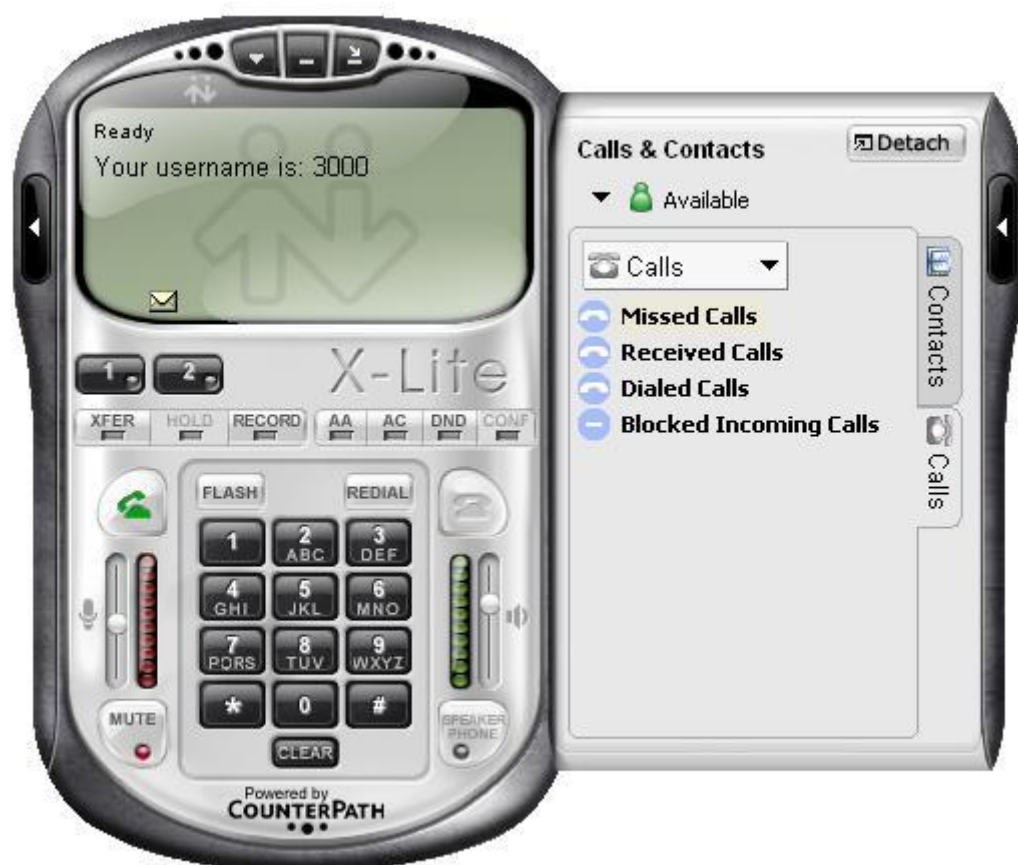 Ready
Your username is: 3000
1 2
X-Lite
XFER HOLD RECORD AA AC DND CONF
FLASH REDIAL
1 2 3
ABC DEF
4 5 6
GHI JKL MNO
7 8 9
PQRS TUV WXYZ
* 0 #
MUTE
SPEAKER
PHONE
CLEAR
Powered by
COUNTERPATH
Calls & Contacts
Detach
Available
Calls
Missed Calls
Received Calls
Dialed Calls
Blocked Incoming Calls
Contacts
Calls